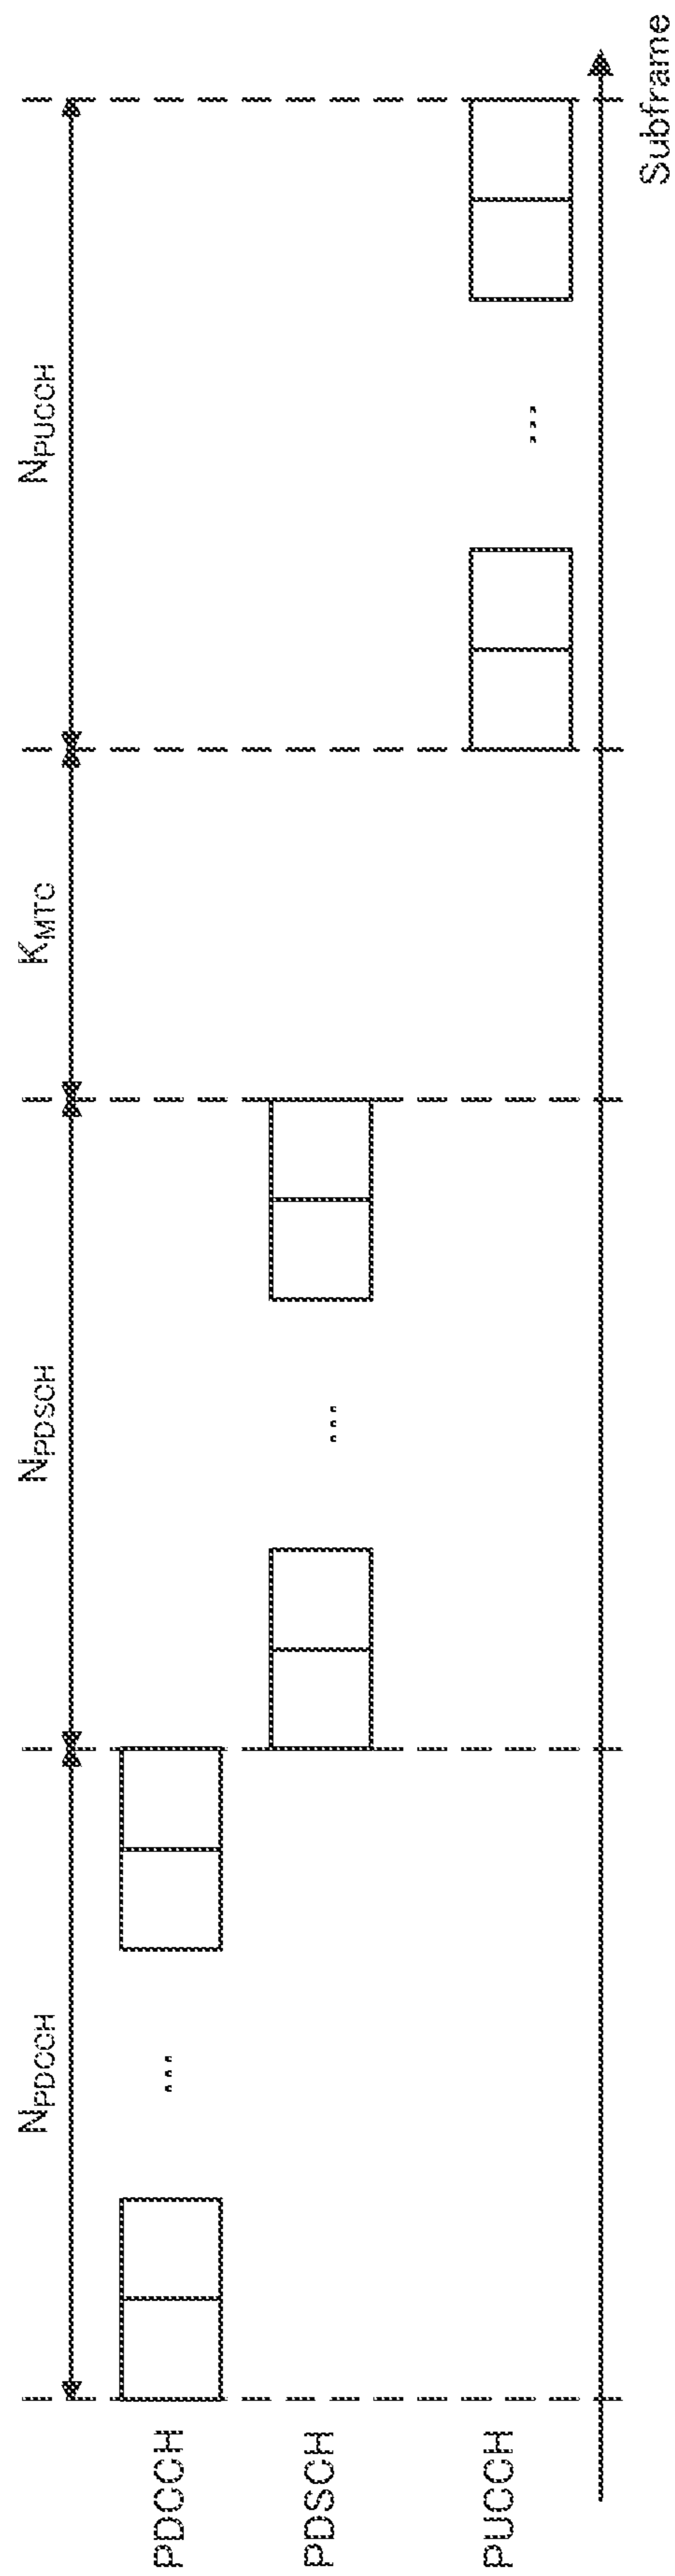 N_PDCCH
N_PDSCH
K_MTC
N_PUCCH
PDCCH
...
PDSCH
...
PUCCH
...
Subframe